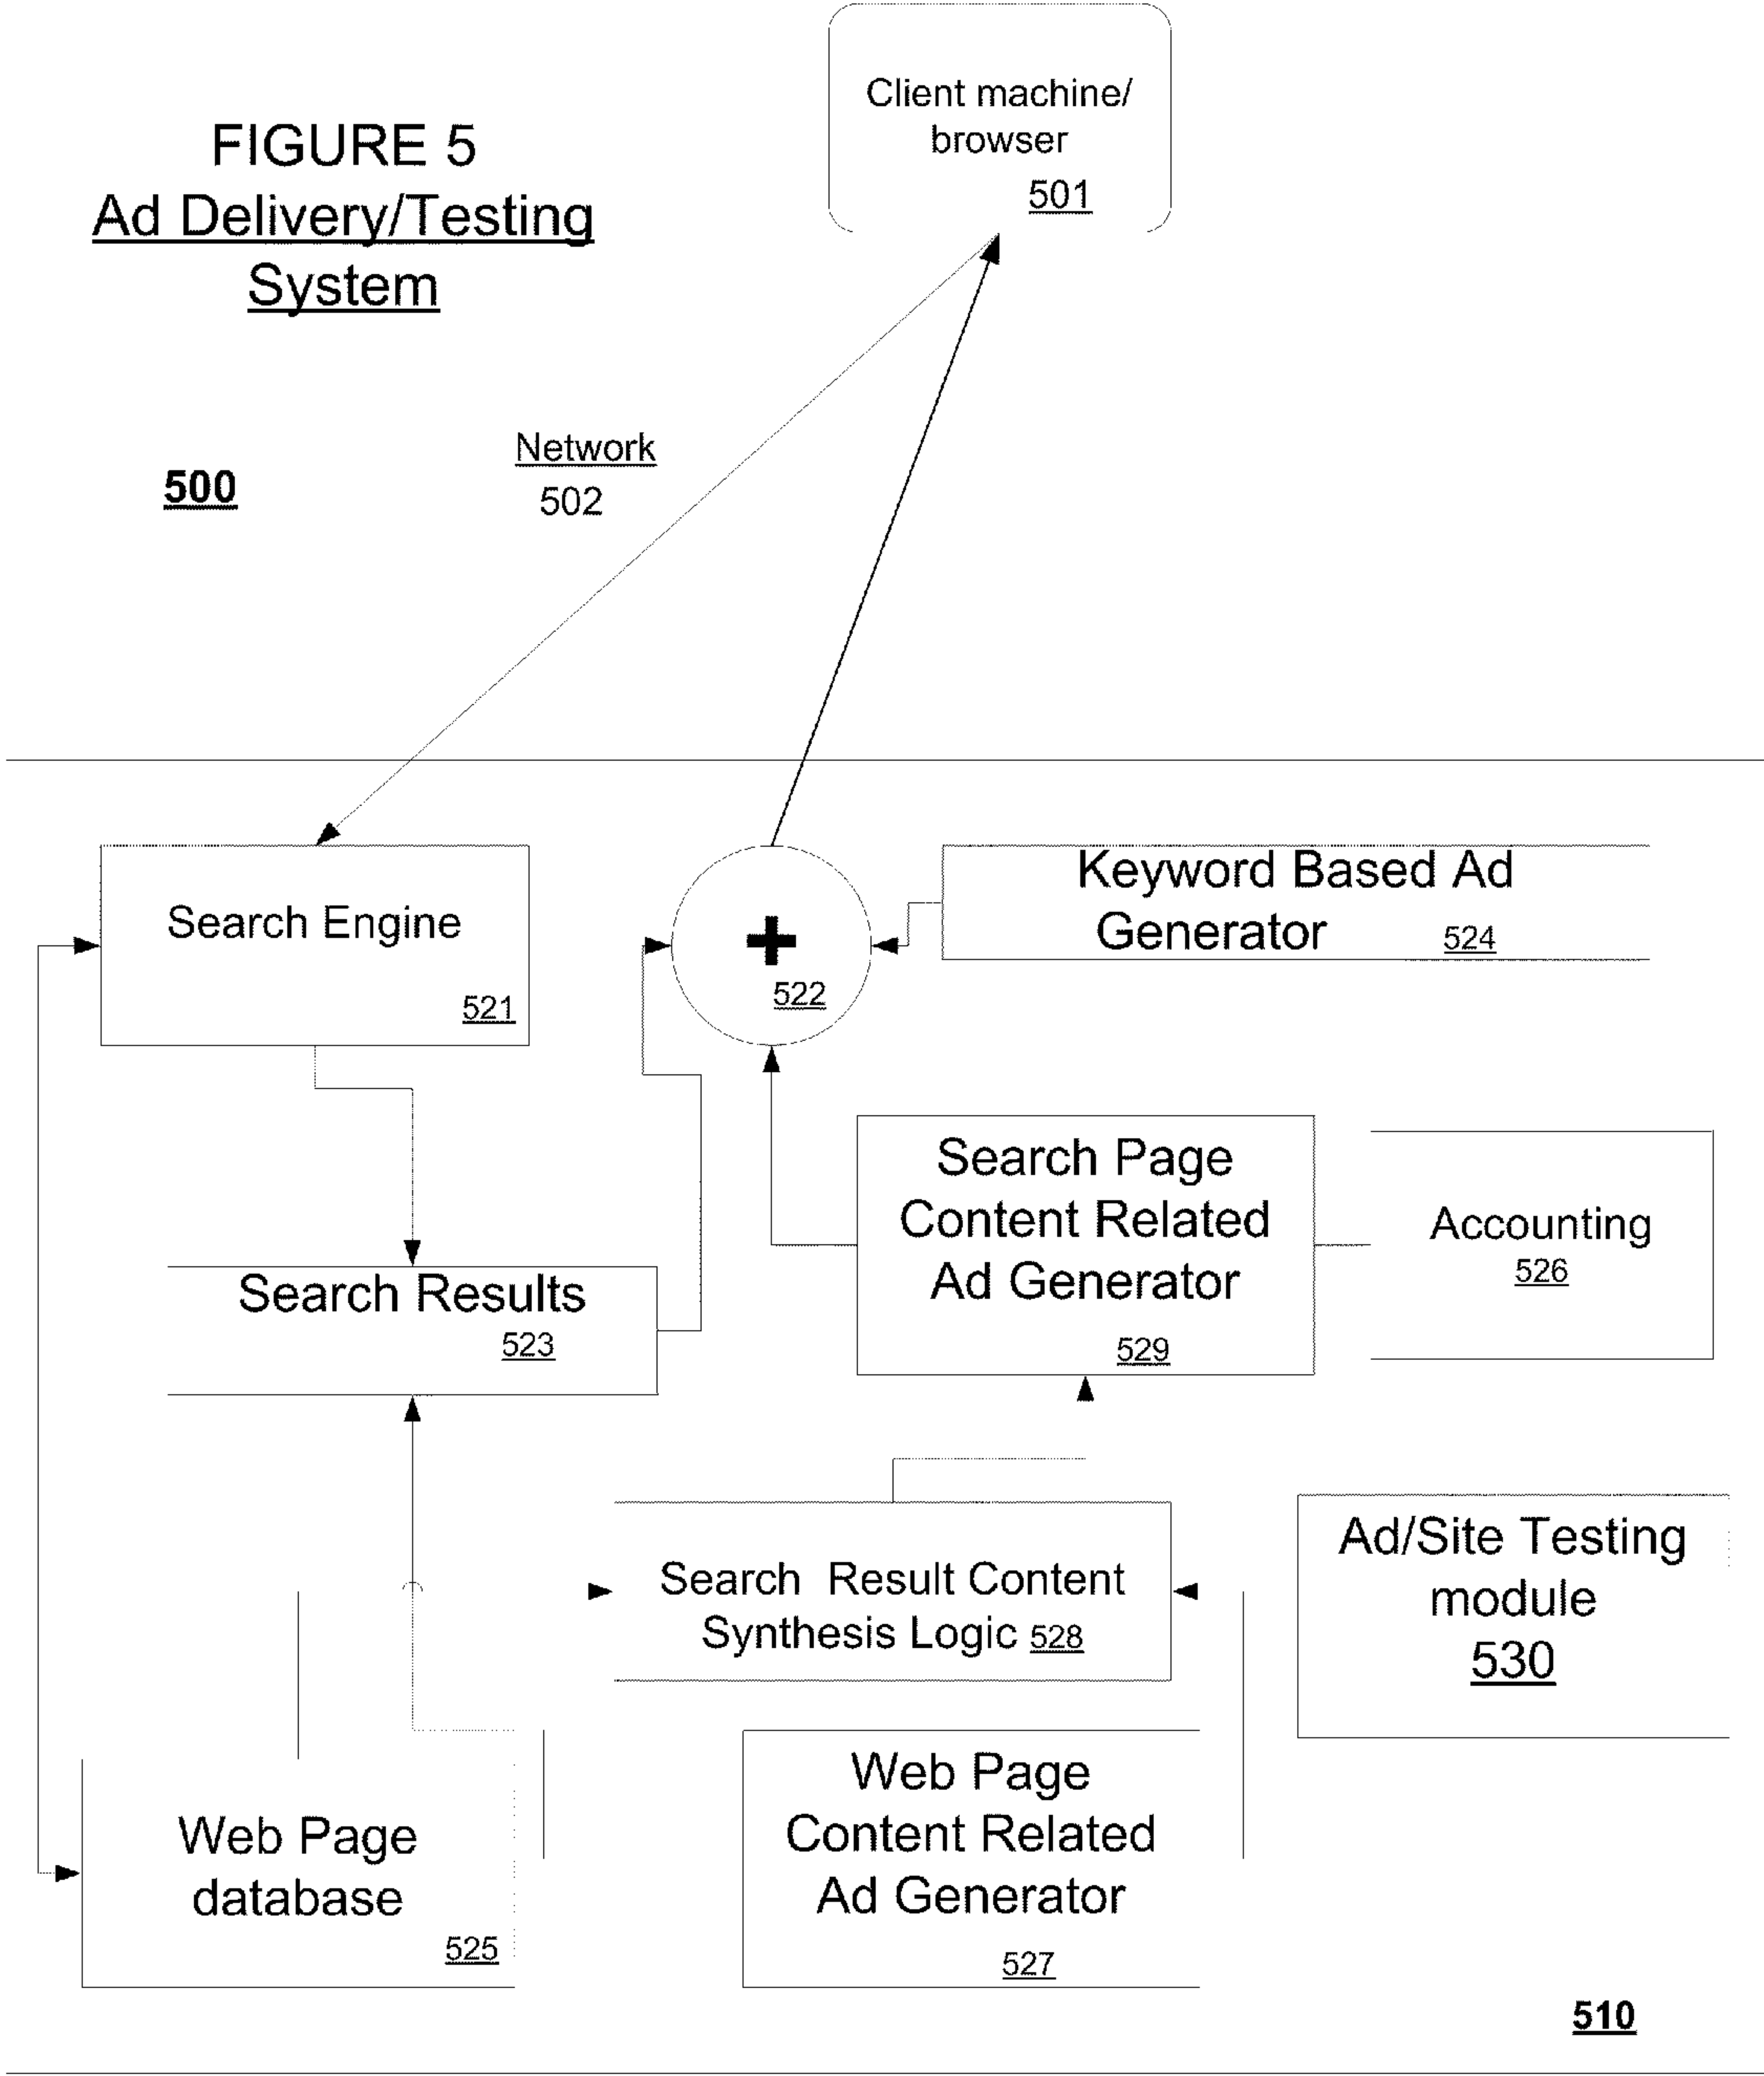 Client machine/
browser
501
FIGURE 5
Ad Delivery/Testing
System
Network
502
500
Search Engine
521
+
522
Keyword Based Ad
Generator 524
Search Page
Content Related
Ad Generator
529
Accounting
526
Search Results
523
Search Result Content
Synthesis Logic 528
Ad/Site Testing
module
530
Web Page
database
525
Web Page
Content Related
Ad Generator
527
510